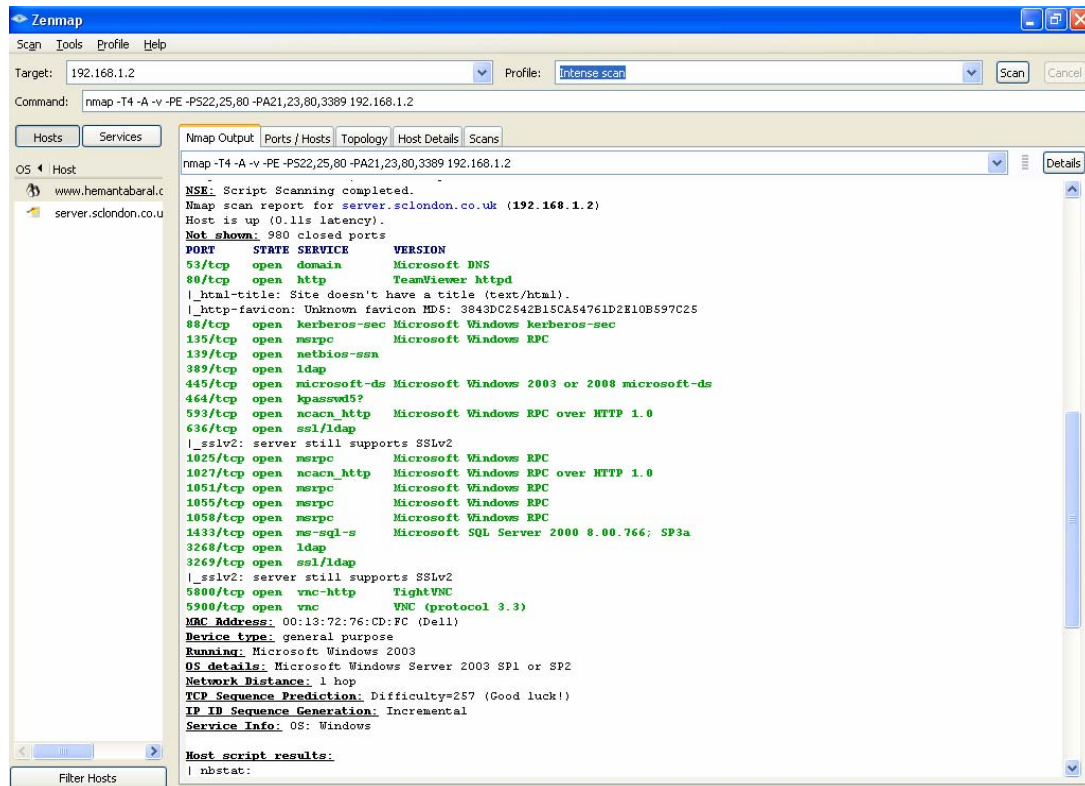 Zenmap
Scan Tools Profile Help
Target: 192.168.1.2 Profile: Intense scan Scan Cancel
Command: nmap -T4 -A -v -PE -PS22,25,80 -PA21,23,80,3389 192.168.1.2
Hosts Services
OS Host
www.hemantabaral.c
server.sclondon.co.u
Filter Hosts
Nmap Output Ports / Hosts Topology Host Details Scans
nmap -T4 -A -v -PE -PS22,25,80 -PA21,23,80,3389 192.168.1.2 Details
NSE: Script Scanning completed.
Nmap scan report for server.sclondon.co.uk (192.168.1.2)
Host is up (0.11s latency).
Not shown: 980 closed ports
PORT STATE SERVICE VERSION
53/tcp open domain Microsoft DNS
80/tcp open http TeamViewer httpd
|_html-title: Site doesn't have a title (text/html).
|_http-favicon: Unknown favicon MD5: 3843DC2542B15CA54761D2E10B597C25
88/tcp open kerberos-sec Microsoft Windows kerberos-sec
135/tcp open msrpc Microsoft Windows RPC
139/tcp open netbios-ssn
389/tcp open ldap
445/tcp open microsoft-ds Microsoft Windows 2003 or 2008 microsoft-ds
464/tcp open kpasswd5?
593/tcp open ncacn_http Microsoft Windows RPC over HTTP 1.0
636/tcp open ssl/ldap
|_sslv2: server still supports SSLv2
1025/tcp open msrpc Microsoft Windows RPC
1027/tcp open ncacn_http Microsoft Windows RPC over HTTP 1.0
1051/tcp open msrpc Microsoft Windows RPC
1055/tcp open msrpc Microsoft Windows RPC
1058/tcp open msrpc Microsoft Windows RPC
1433/tcp open ms-sql-s Microsoft SQL Server 2000 8.00.766; SP3a
3268/tcp open ldap
3269/tcp open ssl/ldap
|_sslv2: server still supports SSLv2
5800/tcp open vnc-http TightVNC
5900/tcp open vnc VNC (protocol 3.3)
MAC Address: 00:13:72:76:CD:FC (Dell)
Device type: general purpose
Running: Microsoft Windows 2003
OS details: Microsoft Windows Server 2003 SP1 or SP2
Network Distance: 1 hop
TCP Sequence Prediction: Difficulty=257 (Good luck!)
IP ID Sequence Generation: Incremental
Service Info: OS: Windows
Host script results:
| nbstat: